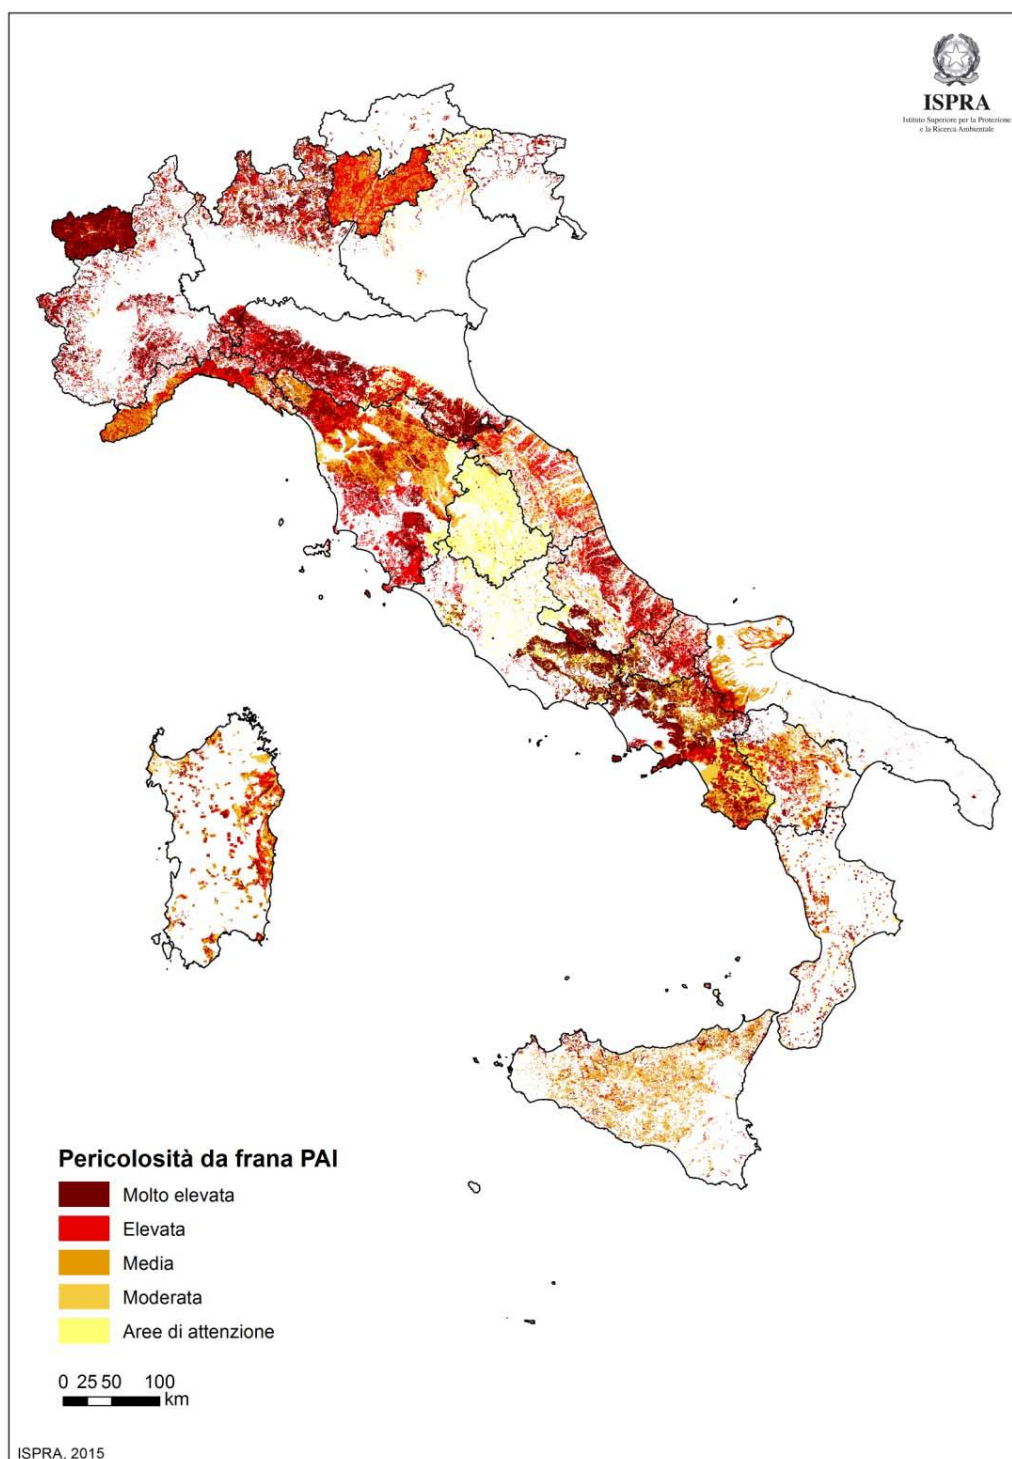 ISPRA
Istituto Superiore per la Protezione
e la Ricerca Ambientale
Pericolosità da frana PAI
Molto elevata
Elevata
Media
Moderata
Aree di attenzione
0 25 50 100
km
ISPRA, 2015